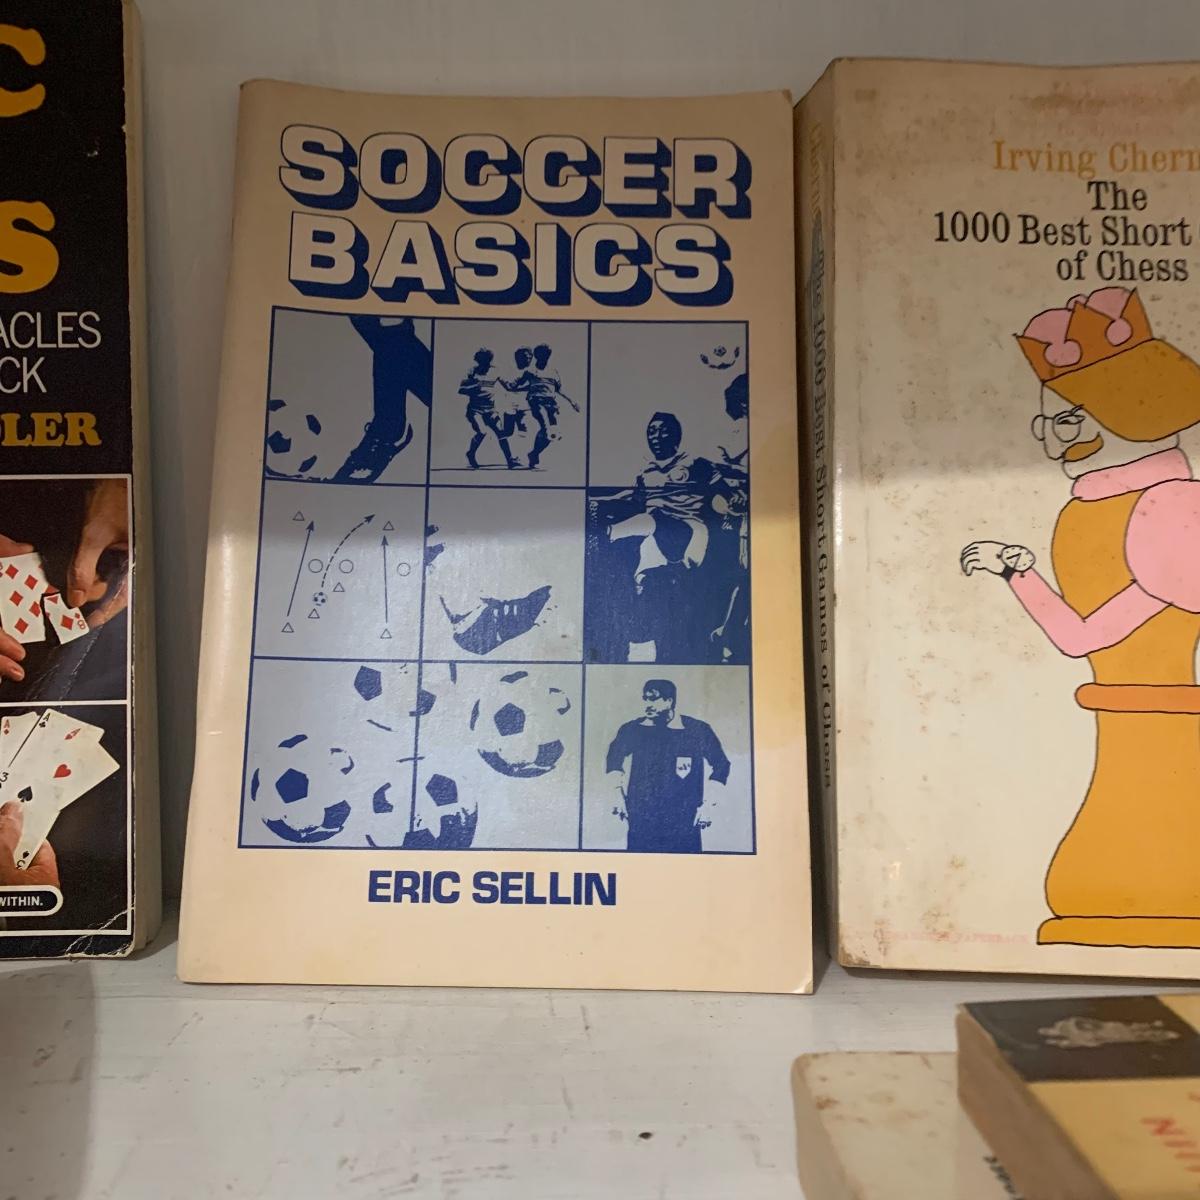 C
S
ACLES
CK
LER
WITHIN.
SOCCER
BASICS
ERIC SELLIN
The 1000 Best Short Games of Chess
Irving Chern
The
1000 Best Short
of Chess